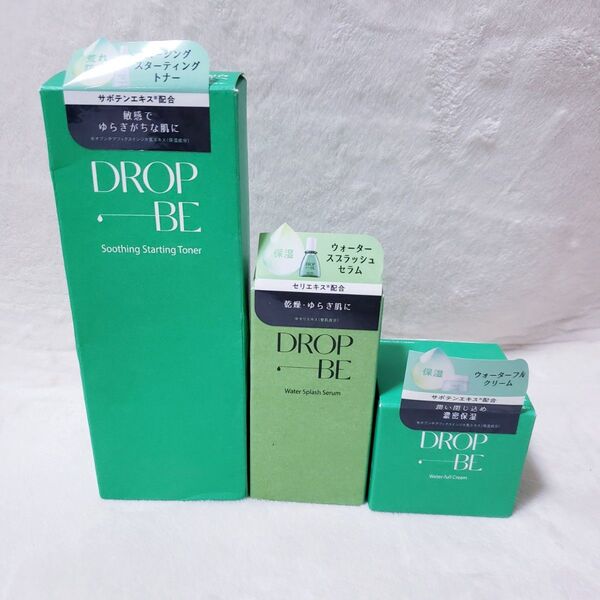 スージング
スターティング
トナー
サボテンエキス※配合
敏感で
ゆらぎがちな肌に
DROP
BE
Soothing Starting Toner
保湿
ウォーター
スプラッシュ
セラム
セリエキス※配合
乾燥・ゆらぎ肌に
DROP
BE
Water Splash Serum
保湿
ウォーターフル
クリーム
サボテンエキス※配合
潤い閉じ込め
濃密保湿
DROP
BE
Water-full Cream